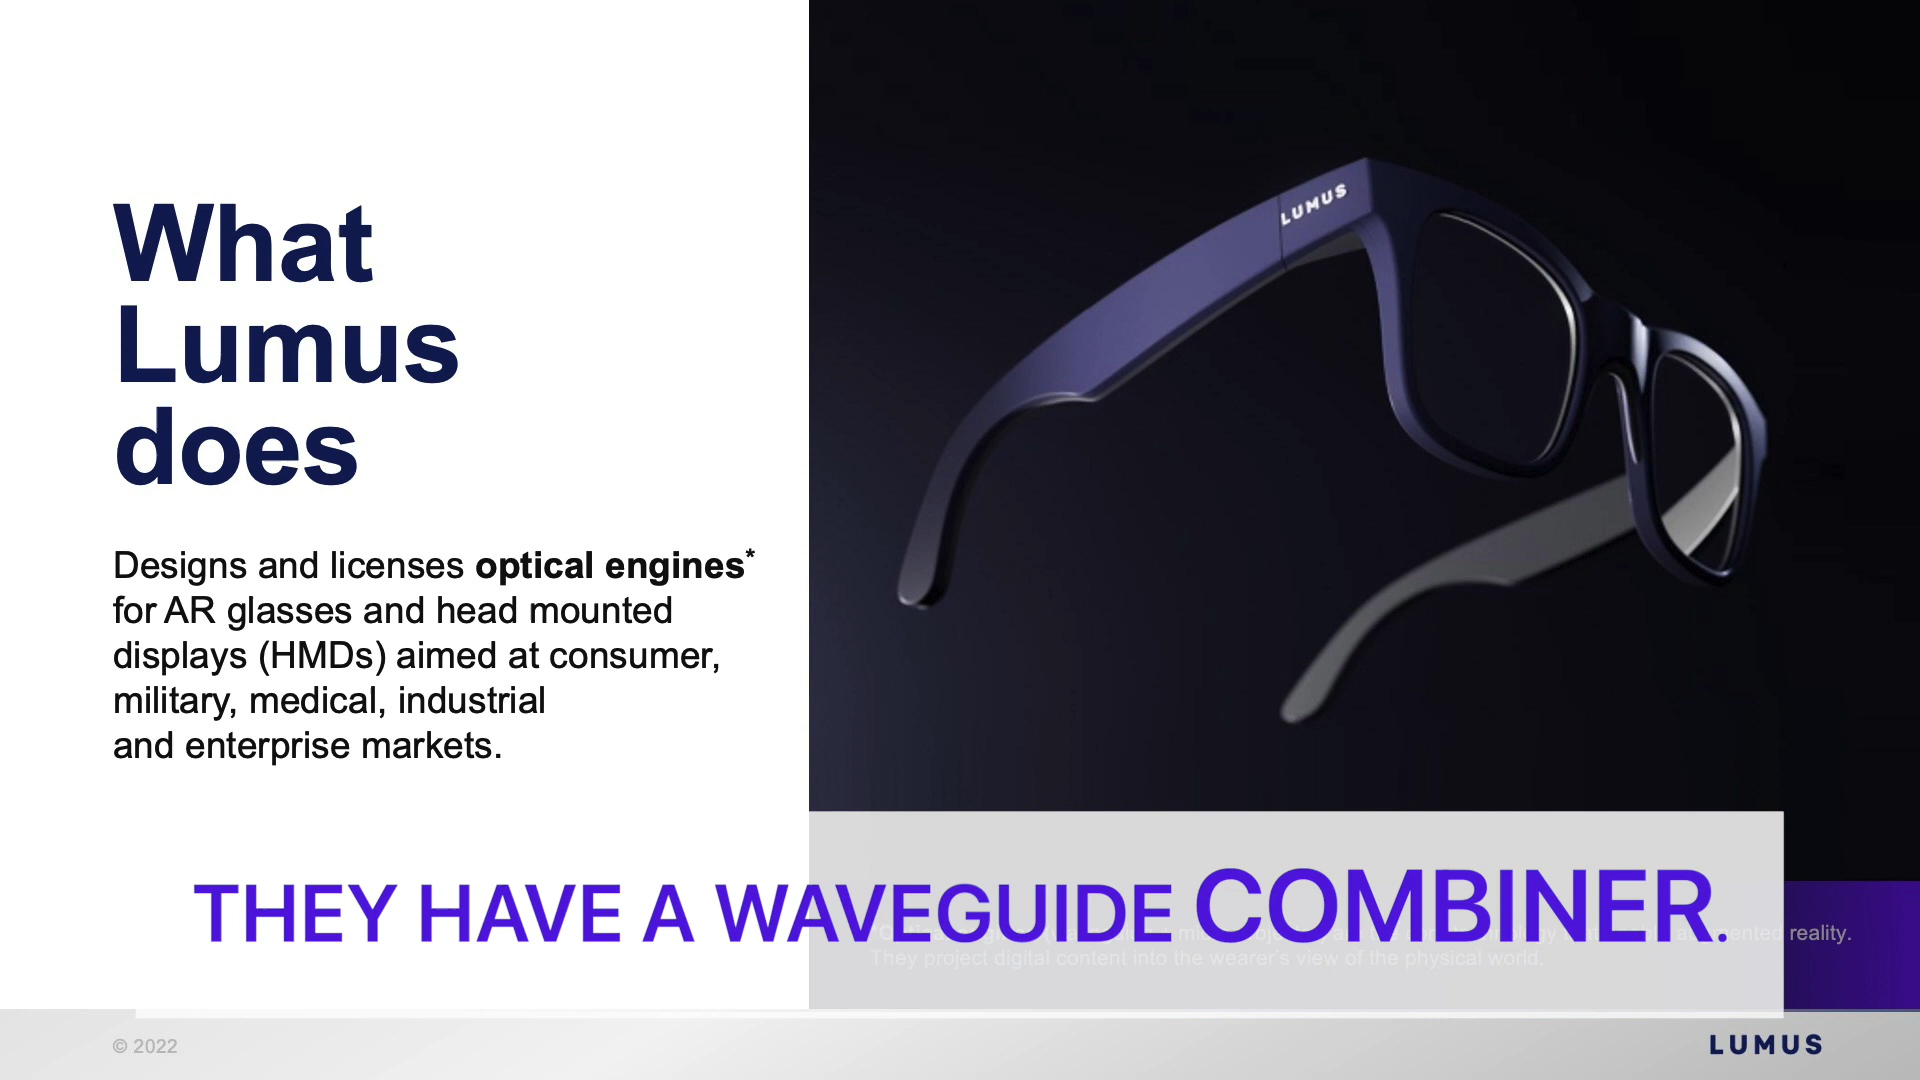 What
Lumus
does
LUMUS
Designs and licenses optical engines*
for AR glasses and head mounted
displays (HMDs) aimed at consumer,
military, medical, industrial
and enterprise markets.
THEY HAVE A WAVEGUIDE COMBINER.
reality.
They project digital content into the wearer's view of the physical world.
© 2022
LUMUS